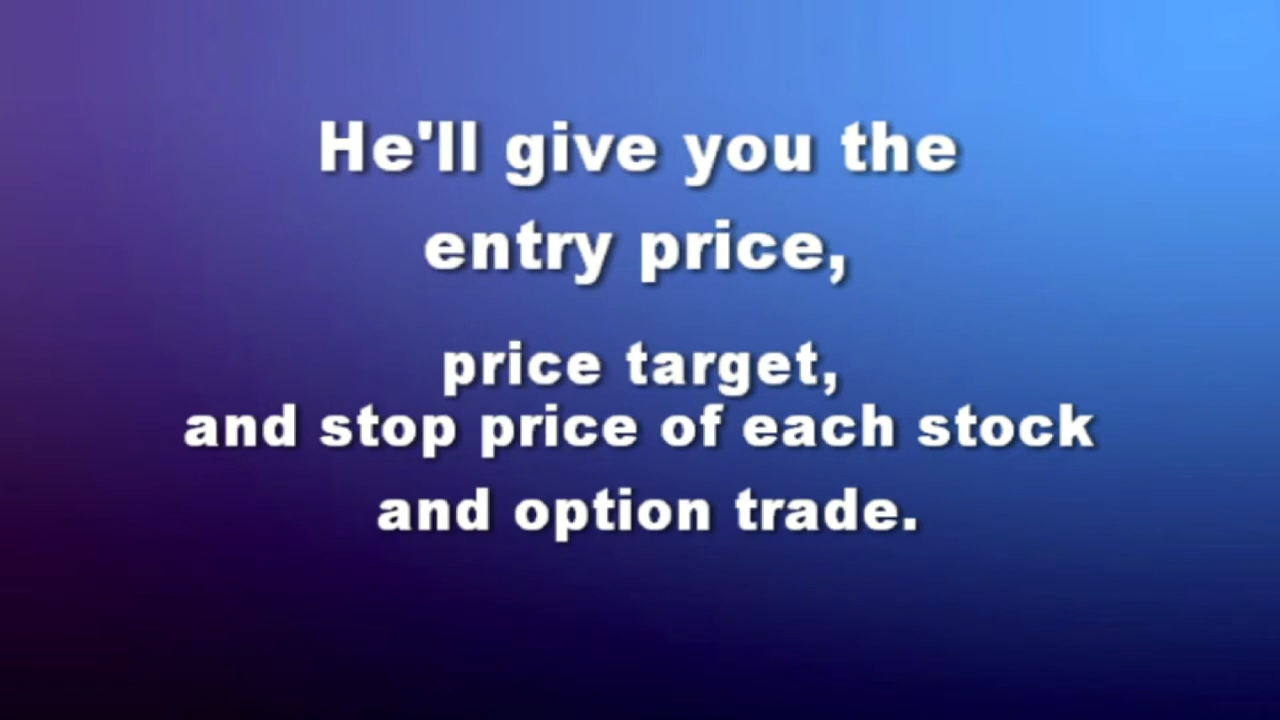 He'll give you the
entry price,
price target,
and stop price of each stock
and option trade.